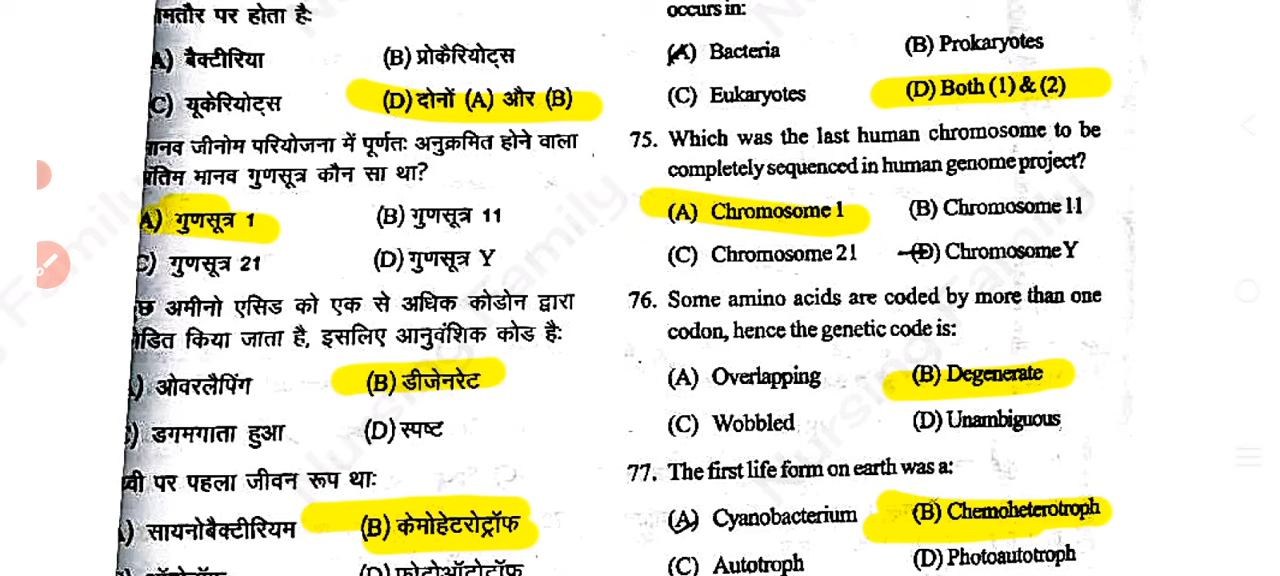 ामतौर पर होता हैः
A) बैक्टीरिया (B) प्रोकैरियोट्स
C) यूकेरियोट्स (D) दोनों (A) और (B)
ानव जीनोम परियोजना में पूर्णतः अनुक्रमित होने वाला
तिम मानव गुणसूत्र कौन सा था?
A) गुणसूत्र 1 (B) गुणसूत्र 11
C) गुणसूत्र 21 (D) गुणसूत्र Y
छ अमीनो एसिड को एक से अधिक कोडोन द्वारा
ोडित किया जाता है, इसलिए आनुवंशिक कोड हैः
) ओवरलैपिंग (B) डीजेनरेट
) डगमगाता हुआ (D) स्पष्ट
वी पर पहला जीवन रूप थाः
) सायनोबैक्टीरियम (B) केमोहेटरोट्रॉफ
(D) फोटोऑटोट्रॉफ
occurs in:
(A) Bacteria (B) Prokaryotes
(C) Eukaryotes (D) Both (1) & (2)
75. Which was the last human chromosome to be
completely sequenced in human genome project?
(A) Chromosome 1 (B) Chromosome 11
(C) Chromosome 21 (D) Chromosome Y
76. Some amino acids are coded by more than one
codon, hence the genetic code is:
(A) Overlapping (B) Degenerate
(C) Wobbled (D) Unambiguous
77. The first life form on earth was a:
(A) Cyanobacterium (B) Chemoheterotroph
(C) Autotroph (D) Photoautotroph
Nursing Family
Nursing Family